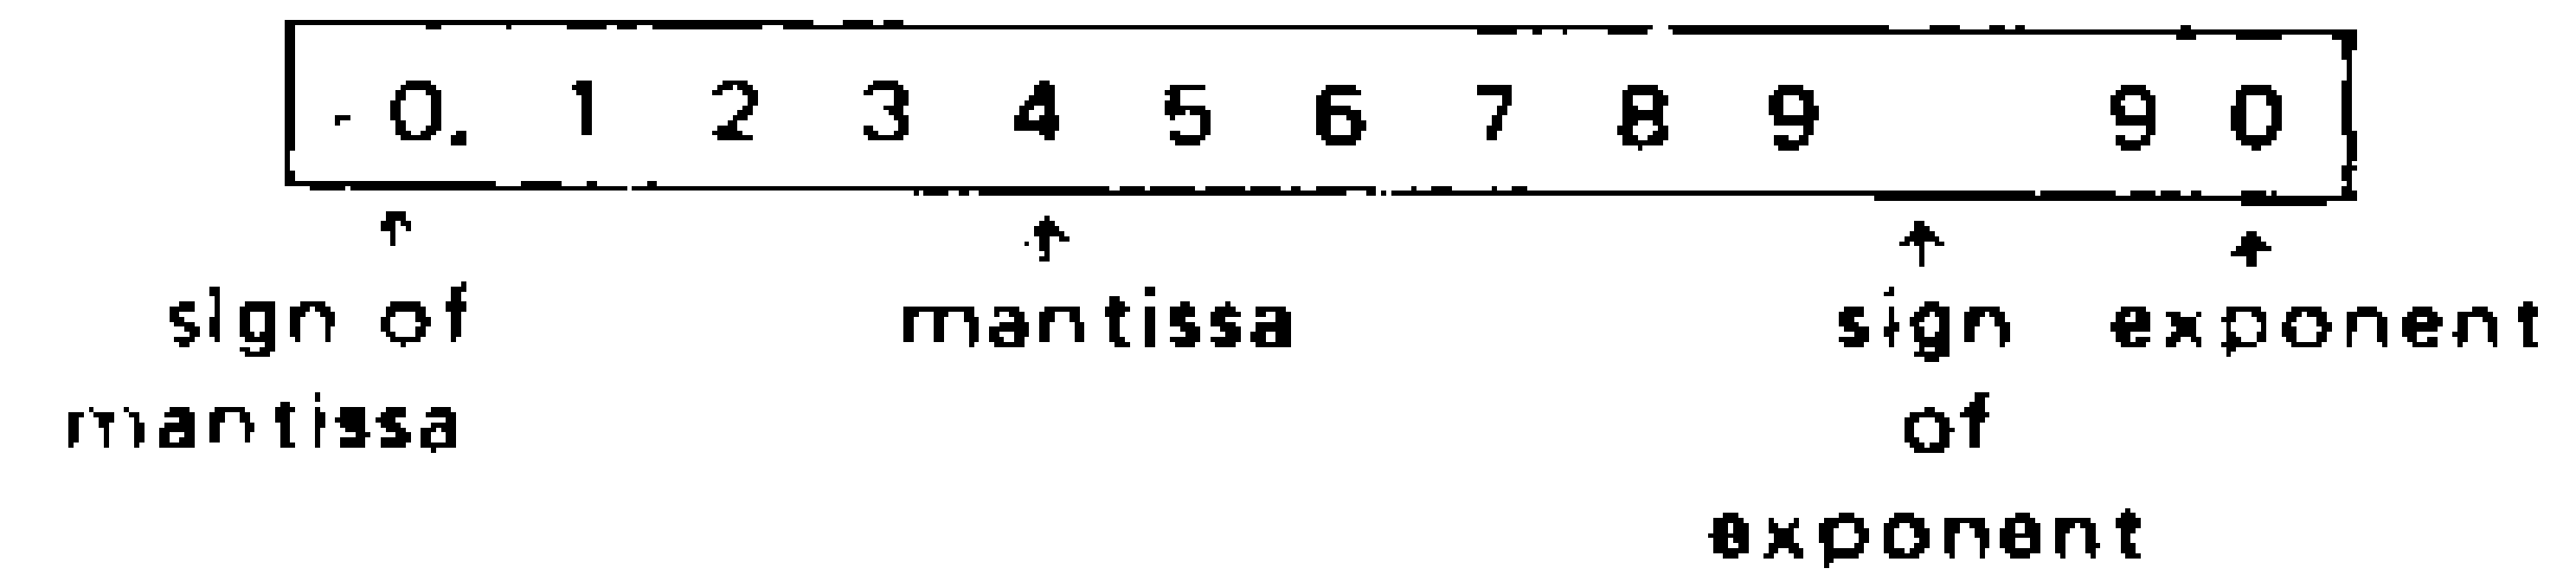 - 0. 1 2 3 4 5 6 7 8 9 9 0
sign of mantissa sign exponent
mantissa of
exponent